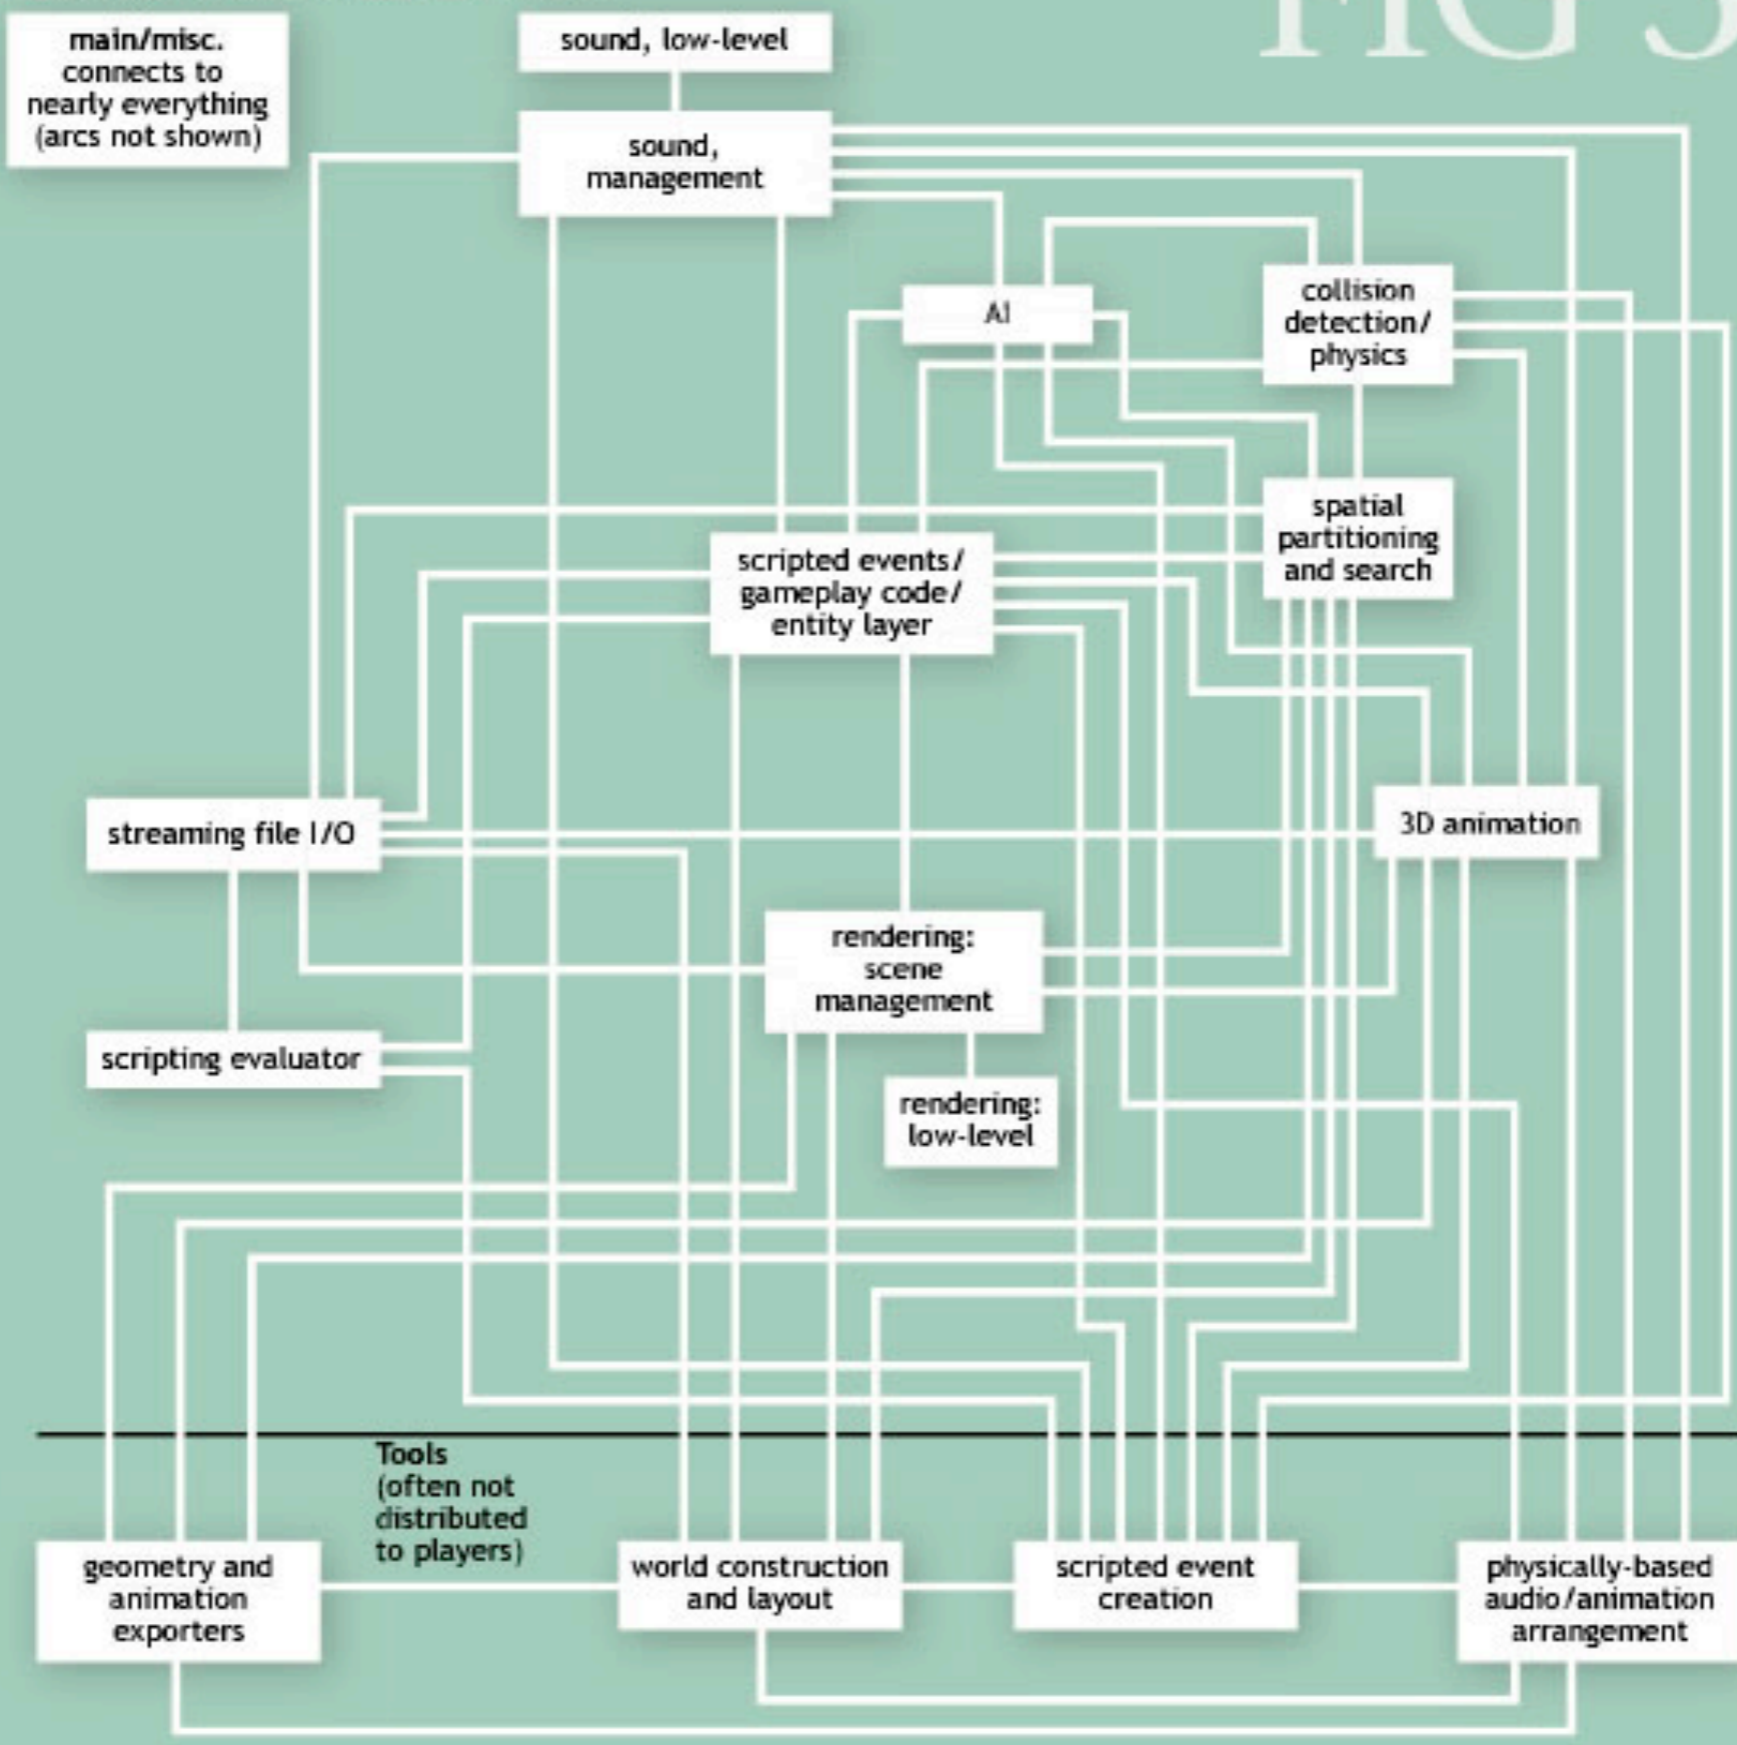 FIG 3
main/misc.
connects to
nearly everything
(arcs not shown)
sound, low-level
sound,
management
AI
collision
detection/
physics
spatial
partitioning
and search
scripted events/
gameplay code/
entity layer
streaming file I/O
3D animation
rendering:
scene
management
scripting evaluator
rendering:
low-level
Tools
(often not
distributed
to players)
geometry and
animation
exporters
world construction
and layout
scripted event
creation
physically-based
audio/animation
arrangement